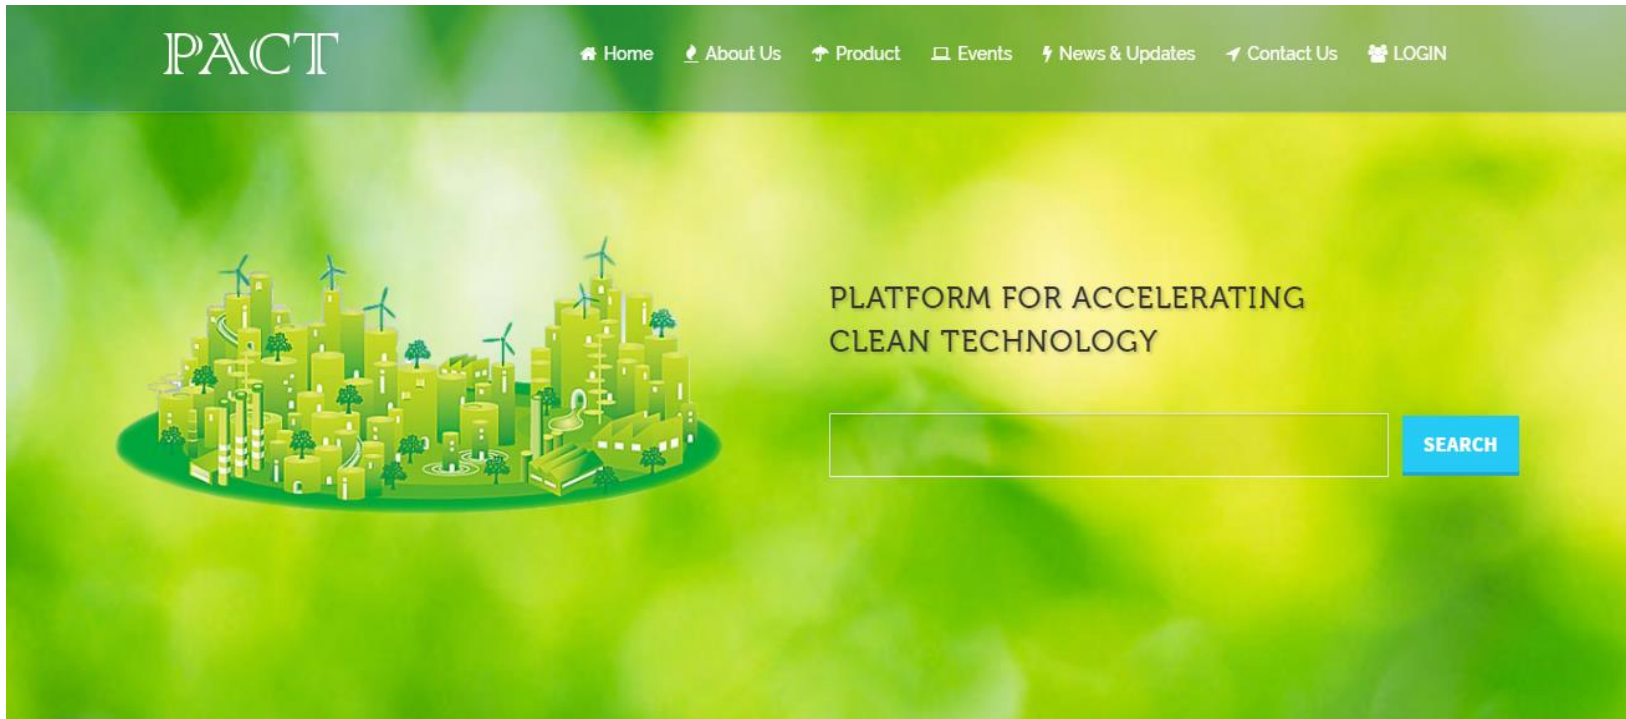 PACT
Home About Us Product Events News & Updates Contact Us LOGIN
PLATFORM FOR ACCELERATING
CLEAN TECHNOLOGY
SEARCH